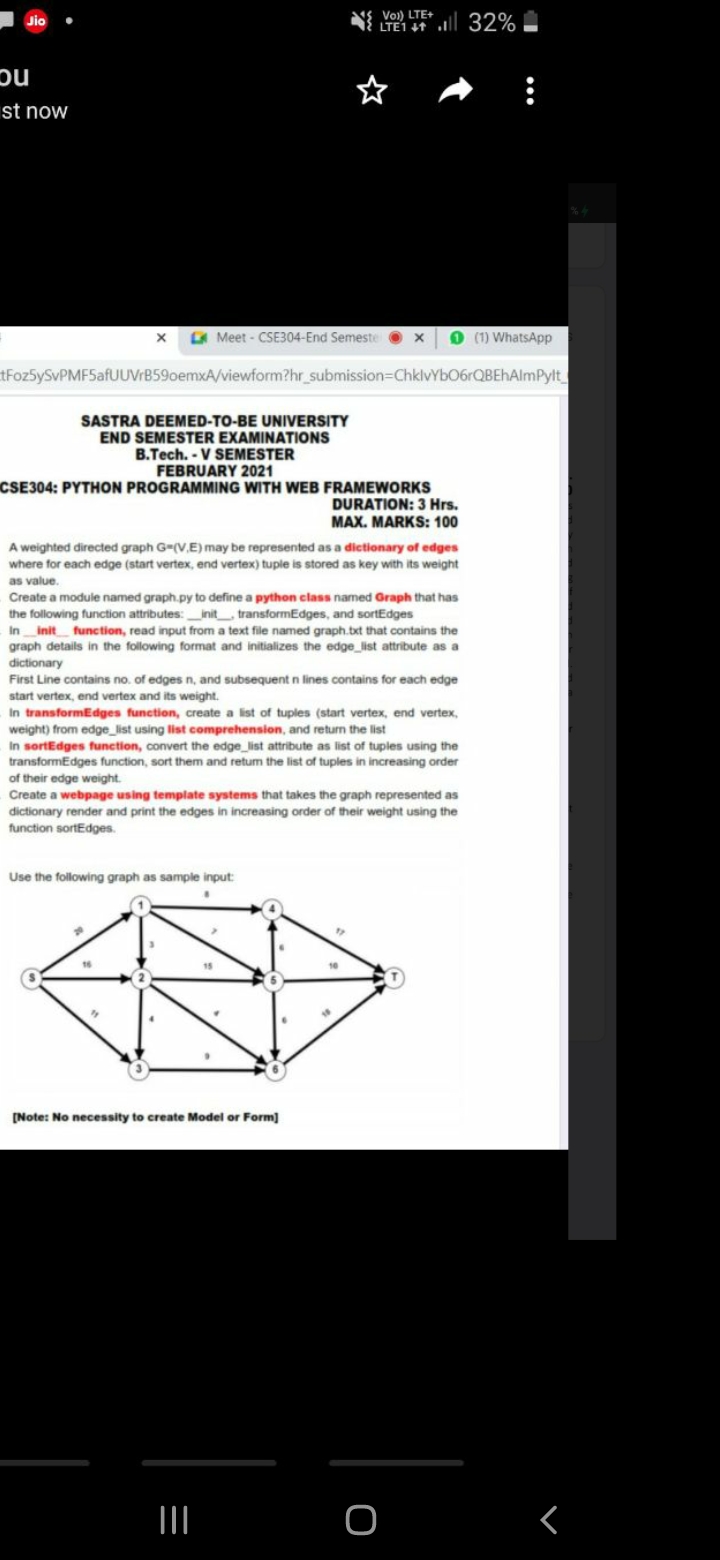 Jio
Vo)) LTE+
LTE1
32%
ou
st now
Meet - CSE304-End Semeste
1 (1) WhatsApp
tFoz5ySvPMF5afUUVrB59oemxA/viewform?hr_submission=ChkIvYbO6rQBEhAImPyIt_
SASTRA DEEMED-TO-BE UNIVERSITY
END SEMESTER EXAMINATIONS
B.Tech. - V SEMESTER
FEBRUARY 2021
CSE304: PYTHON PROGRAMMING WITH WEB FRAMEWORKS
DURATION: 3 Hrs.
MAX. MARKS: 100
A weighted directed graph G=(V,E) may be represented as a dictionary of edges
where for each edge (start vertex, end vertex) tuple is stored as key with its weight
as value.
Create a module named graph.py to define a python class named Graph that has
the following function attributes: __init__, transformEdges, and sortEdges
In __init__ function, read input from a text file named graph.txt that contains the
graph details in the following format and initializes the edge_list attribute as a
dictionary
First Line contains no. of edges n, and subsequent n lines contains for each edge
start vertex, end vertex and its weight.
In transformEdges function, create a list of tuples (start vertex, end vertex,
weight) from edge_list using list comprehension, and return the list
In sortEdges function, convert the edge_list attribute as list of tuples using the
transformEdges function, sort them and return the list of tuples in increasing order
of their edge weight.
Create a webpage using template systems that takes the graph represented as
dictionary render and print the edges in increasing order of their weight using the
function sortEdges.
Use the following graph as sample input:
8
1 4
20 7 17
3 6
16 15 10
S 2 5 T
11 4 4 6 18
9
3 6
[Note: No necessity to create Model or Form]